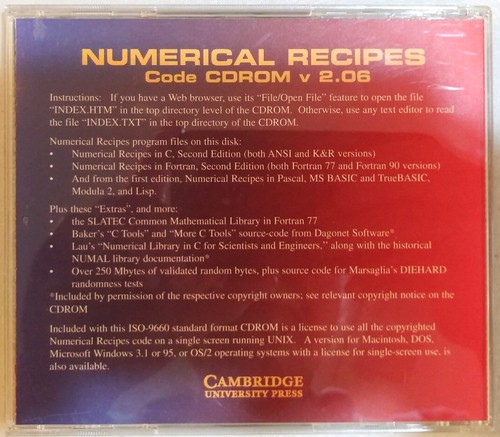 NUMERICAL RECIPES
Code CDROM v 2.06
Instructions: If you have a Web browser, use its "File/Open File" feature to open the file
"INDEX.HTM" in the top directory level of the CDROM. Otherwise, use any text editor to read
the file "INDEX.TXT" in the top directory of the CDROM.
Numerical Recipes program files on this disk:
• Numerical Recipes in C, Second Edition (both ANSI and K&R versions)
• Numerical Recipes in Fortran, Second Edition (both Fortran 77 and Fortran 90 versions)
• And from the first edition, Numerical Recipes in Pascal, MS BASIC and TrueBASIC,
Modula 2, and Lisp.
Plus these "Extras", and more:
• the SLATEC Common Mathematical Library in Fortran 77
• Baker's "C Tools" and "More C Tools" source-code from Dagonet Software*
• Lau's "Numerical Library in C for Scientists and Engineers," along with the historical
NUMAL library documentation*
• Over 250 Mbytes of validated random bytes, plus source code for Marsaglia's DIEHARD
randomness tests
*Included by permission of the respective copyright owners; see relevant copyright notice on the
CDROM
Included with this ISO-9660 standard format CDROM is a license to use all the copyrighted
Numerical Recipes code on a single screen running UNIX. A version for Macintosh, DOS,
Microsoft Windows 3.1 or 95, or OS/2 operating systems with a license for single-screen use, is
also available.
CAMBRIDGE
UNIVERSITY PRESS